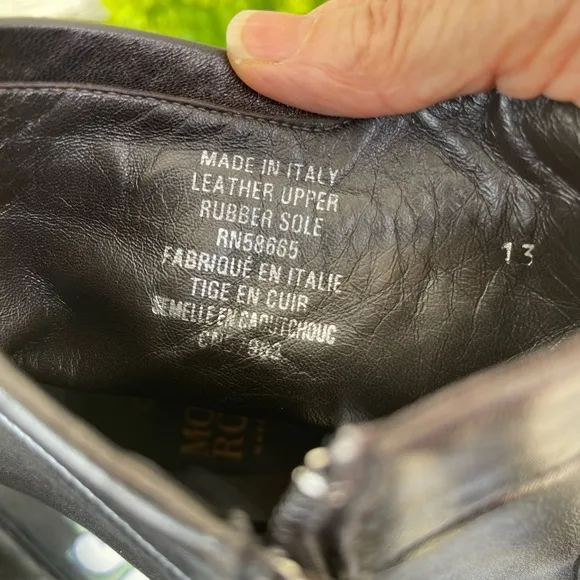 MADE IN ITALY
LEATHER UPPER
RUBBER SOLE
RN58665
FABRIQUÉ EN ITALIE
TIGE EN CUIR
SEMELLE EN CAOUTCHOUC
13